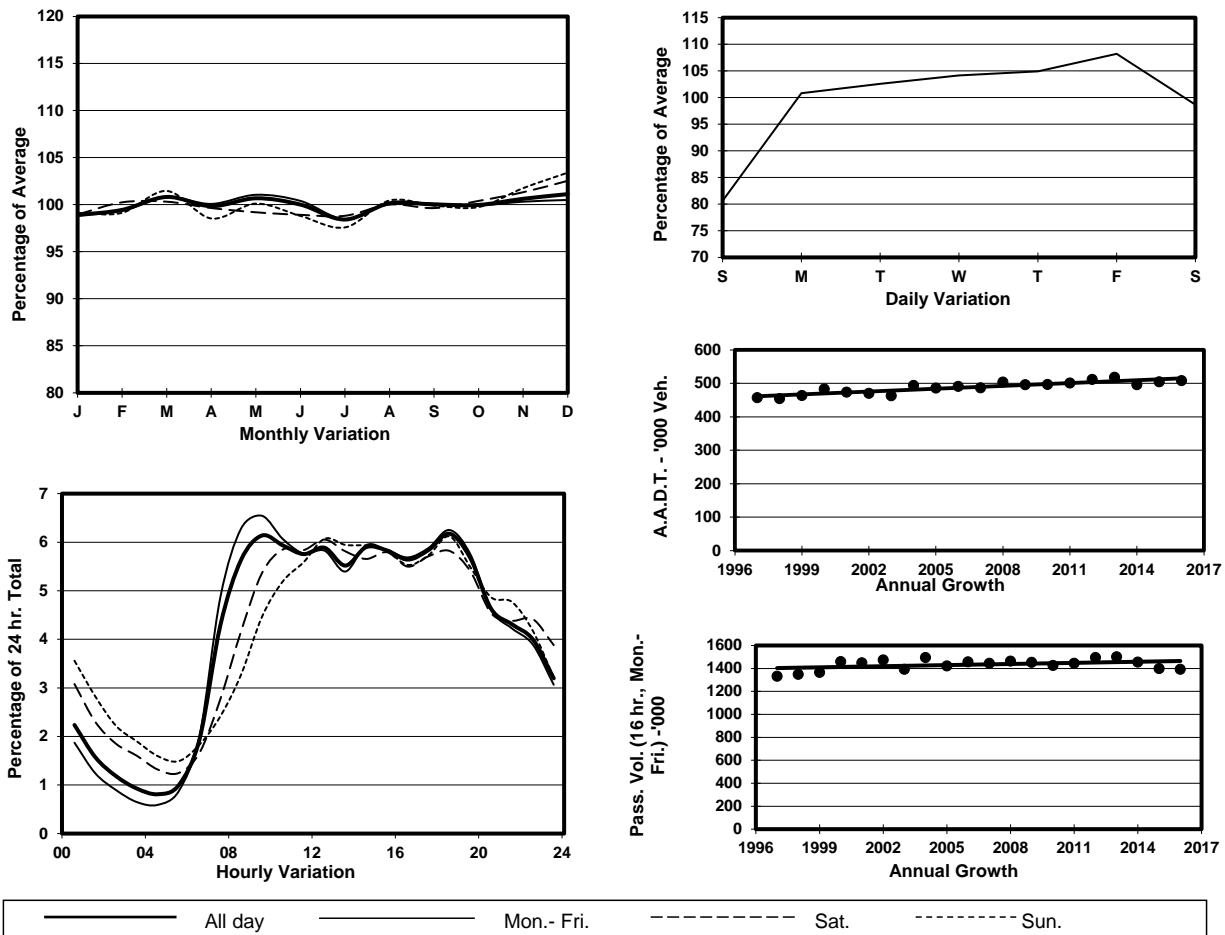 120
115
110
105
100
95
90
85
80
Percentage of Average
J F M A M J J A S O N D
Monthly Variation
115
110
105
100
95
90
85
80
75
70
Percentage of Average
S M T W T F S
Daily Variation
600
500
400
300
200
100
0
A.A.D.T. - '000 Veh.
1996 1999 2002 2005 2008 2011 2014 2017
Annual Growth
7
6
5
4
3
2
1
0
Percentage of 24 hr. Total
00 04 08 12 16 20 24
Hourly Variation
1600
1400
1200
1000
800
600
400
200
0
Pass. Vol. (16 hr., Mon.-
Fri.) -'000
1996 1999 2002 2005 2008 2011 2014 2017
Annual Growth
All day Mon.- Fri. Sat. Sun.